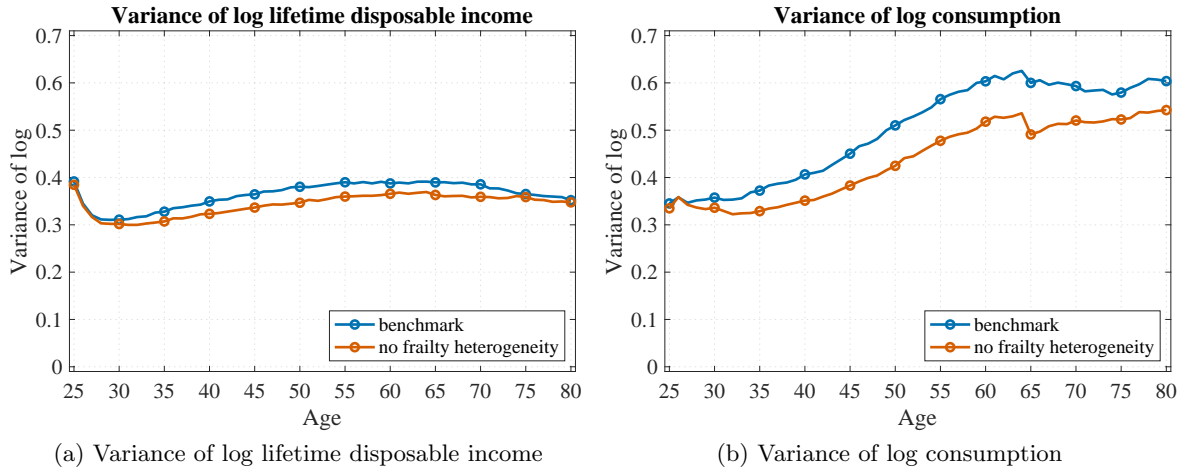 Variance of log lifetime disposable income
0.7
0.6
0.5
0.4
0.3
0.2
0.1
0
Variance of log
25 30 35 40 45 50 55 60 65 70 75 80
Age
benchmark
no frailty heterogeneity
(a) Variance of log lifetime disposable income
Variance of log consumption
0.7
0.6
0.5
0.4
0.3
0.2
0.1
0
Variance of log
25 30 35 40 45 50 55 60 65 70 75 80
Age
benchmark
no frailty heterogeneity
(b) Variance of log consumption